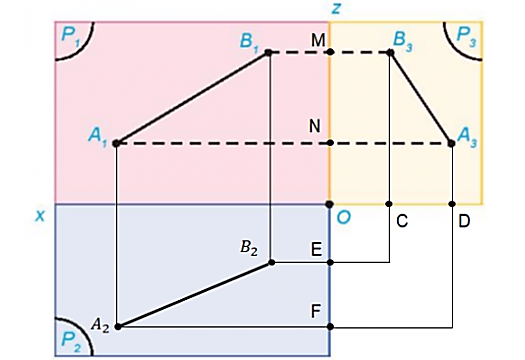 z
P₁ B₁ M B₃ P₃
A₁ N A₃
x O C D
B₂ E
A₂ F
P₂